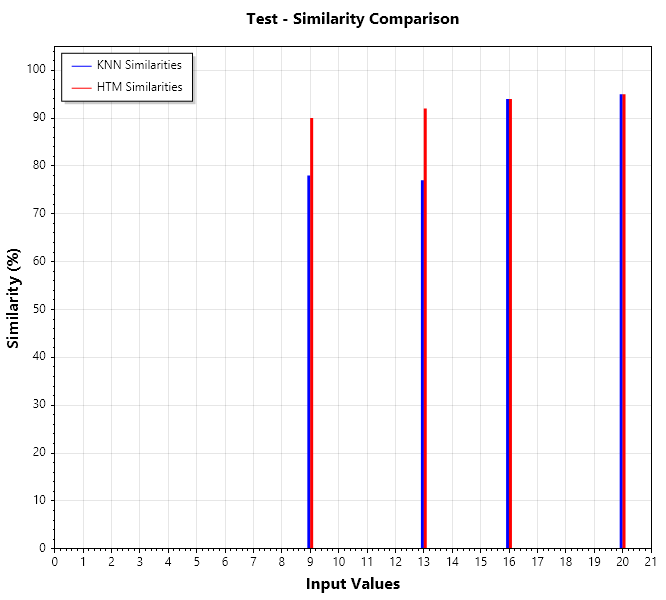 Test - Similarity Comparison
KNN Similarities
HTM Similarities
100
90
80
70
60
50
40
30
20
10
0
Similarity (%)
0 1 2 3 4 5 6 7 8 9 10 11 12 13 14 15 16 17 18 19 20 21
Input Values